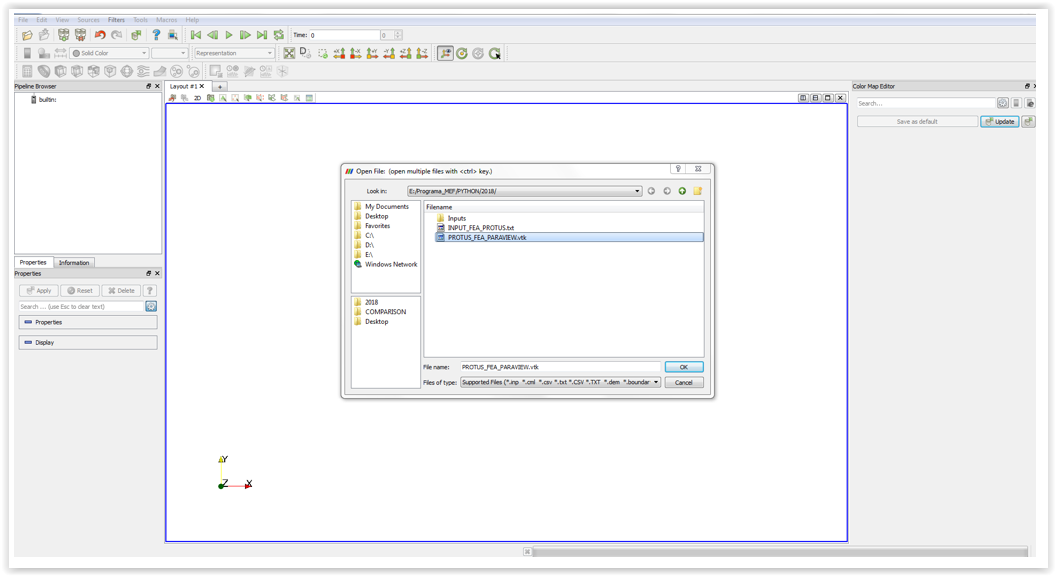 File Edit View Sources Filters Tools Macros Help
Time: 0 0
Solid Color Representation
Pipeline Browser
Layout #1
Color Map Editor
builtin:
2D
Search...
Save as default Update
Open File: (open multiple files with <ctrl> key.)
Look in: E:/Programa_MEF/PYTHON/2018/
My Documents
Desktop
Favorites
C:\
D:\
E:\
Windows Network
Filename
Inputs
INPUT_FEA_PROTUS.txt
PROTUS_FEA_PARAVIEW.vtk
2018
COMPARISON
Desktop
File name: PROTUS_FEA_PARAVIEW.vtk OK
Files of type: Supported Files (*.inp *.cml *.csv *.txt *.CSV *.TXT *.dem *.boundar Cancel
Properties Information
Properties
Apply Reset Delete ?
Search ... (use Esc to clear text)
Properties
Display
Y
Z X